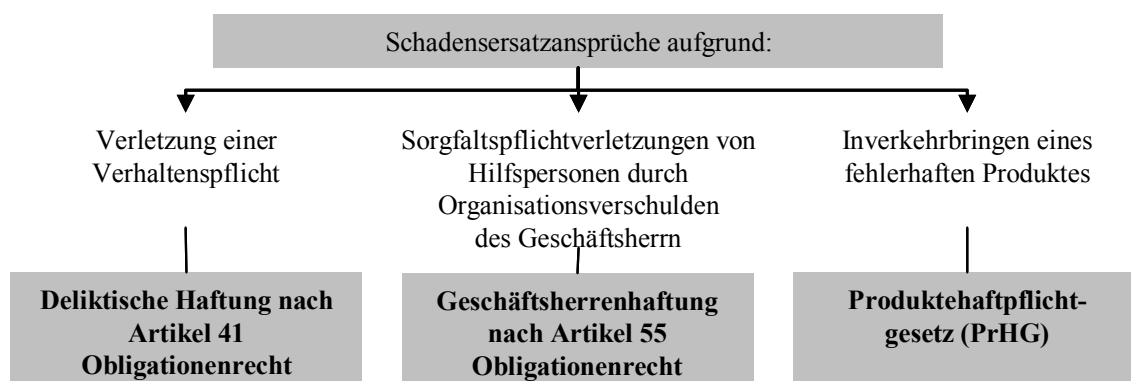 Schadensersatzansprüche aufgrund:
Verletzung einer
Verhaltenspflicht
Sorgfaltspflichtverletzungen von
Hilfspersonen durch
Organisationsverschulden
des Geschäftsherrn
Inverkehrbringen eines
fehlerhaften Produktes
Deliktische Haftung nach
Artikel 41
Obligationenrecht
Geschäftsherrenhaftung
nach Artikel 55
Obligationenrecht
Produktehaftpflicht-
gesetz (PrHG)